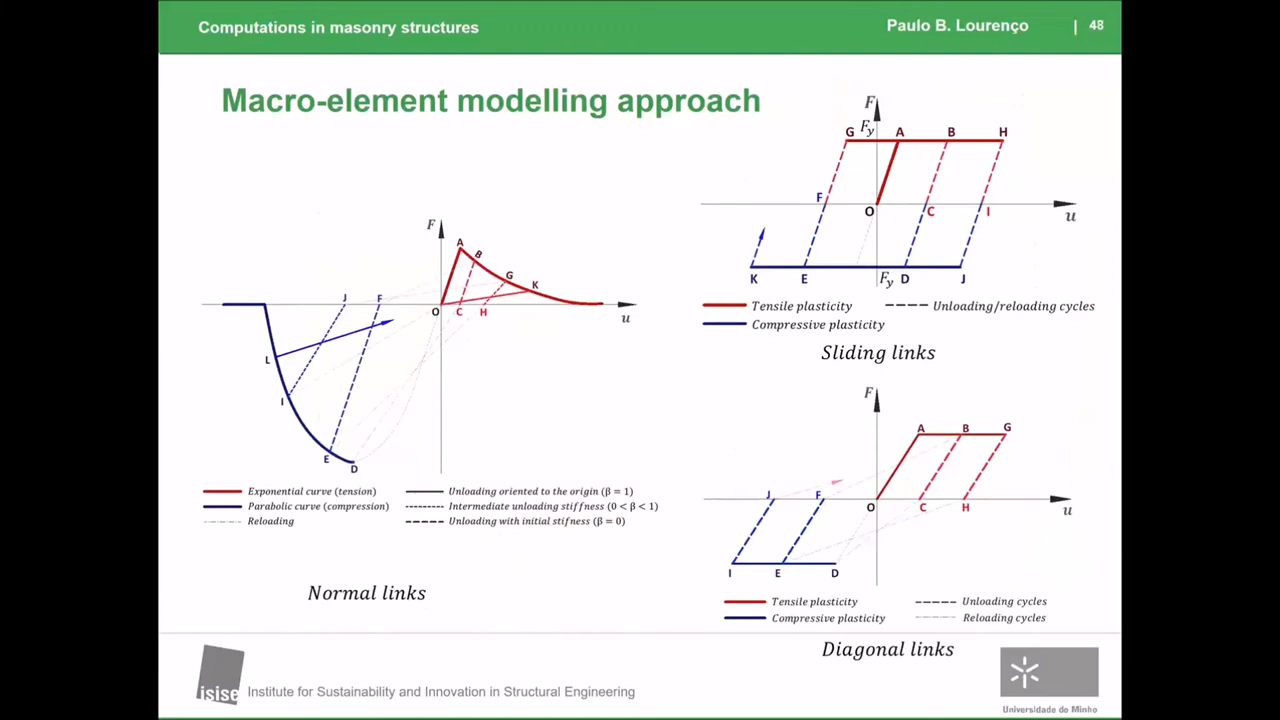 Computations in masonry structures
Paulo B. Lourenço | 48
Macro-element modelling approach
F
A
B
G
K
J
F
O
C
H
u
L
I
E
D
Exponential curve (tension)
Parabolic curve (compression)
Reloading
Unloading oriented to the origin (β = 1)
Intermediate unloading stiffness (0 < β < 1)
Unloading with initial stifness (β = 0)
Normal links
F
G
Fy
A
B
H
F
O
C
I
u
K
E
Fy
D
J
Tensile plasticity
Compressive plasticity
Unloading/reloading cycles
Sliding links
F
A
B
G
J
F
O
C
H
u
I
E
D
Tensile plasticity
Compressive plasticity
Unloading cycles
Reloading cycles
Diagonal links
isise
Institute for Sustainability and Innovation in Structural Engineering
Universidade do Minho